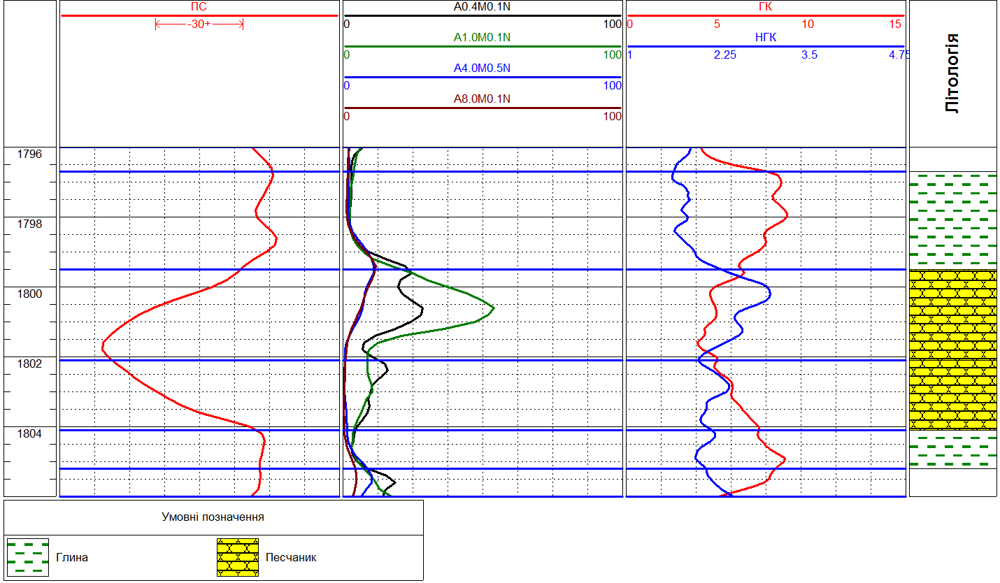 ПС
-30+
A0.4M0.1N
0 100
A1.0M0.1N
0 100
A4.0M0.5N
0 100
A8.0M0.1N
0 100
ГК
0 5 10 15
НГК
1 2.25 3.5 4.75
Літологія
1796
1798
1800
1802
1804
Умовні позначення
Глина
Песчаник